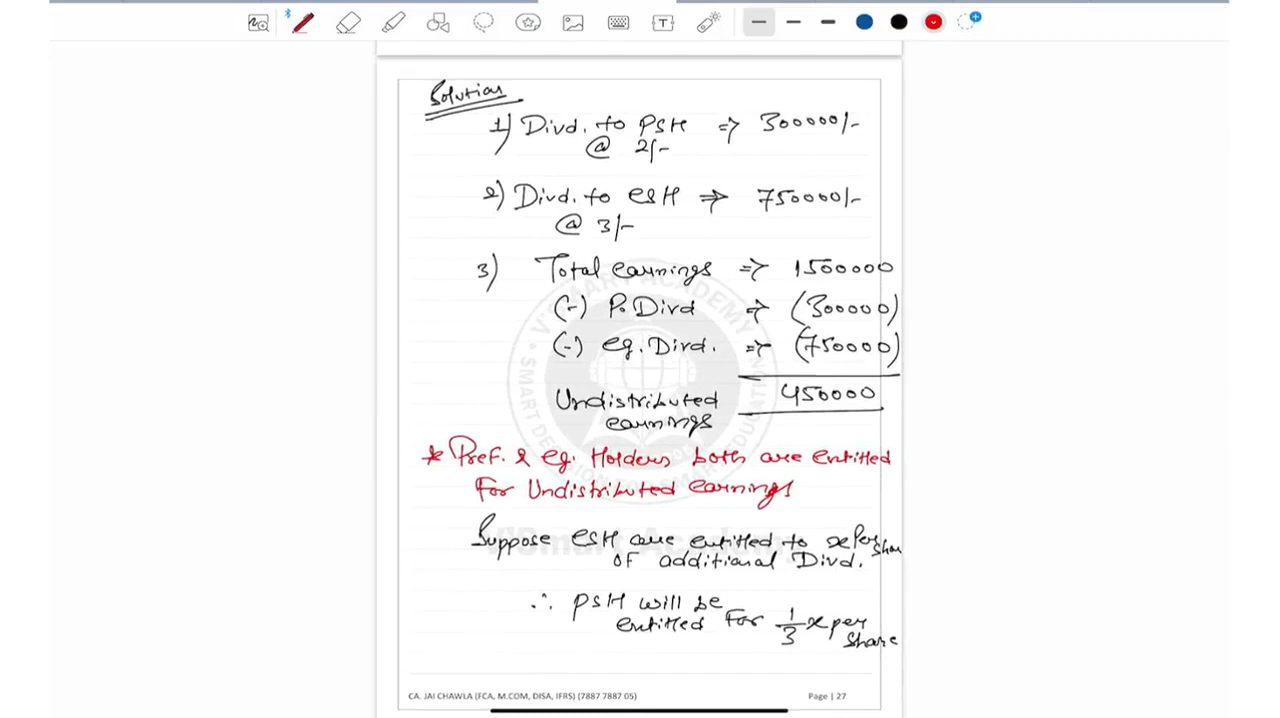 Solution
1) Divd. to PSH => 300000/-
@ 2/-
2) Divd. to ESH => 750000/-
@ 3/-
3) Total earnings => 1500000
(-) P. Divd => (300000)
(-) Eq. Divd. => (750000)
Undistributed 450000
earnings
* Pref. & Eq. Holders both are entitled
For Undistributed earnings
Suppose ESH are entitled to x Per Share
of additional Divd.
∴ PSH will be
entitled For 1/3 x per
Share
CA. JAI CHAWLA (FCA, M.COM, DISA, IFRS) (7887 7887 05) Page | 27